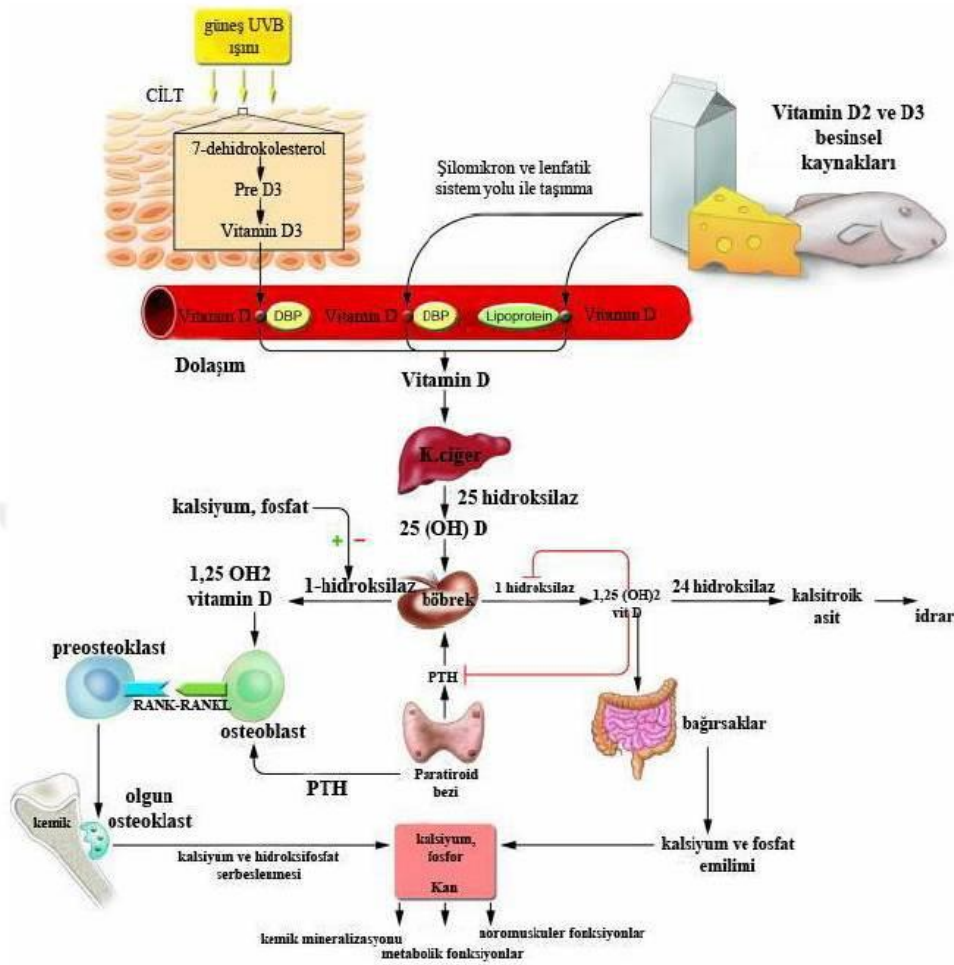 güneş UVB
ışını
CİLT
7-dehidrokolesterol
Pre D3
Vitamin D3
Şilomikron ve lenfatik
sistem yolu ile taşınma
Vitamin D2 ve D3
besinsel
kaynakları
Vitamin D DBP Vitamin D DBP Lipoprotein Vitamin D
Dolaşım
Vitamin D
K.ciğer
25 hidroksilaz
25 (OH) D
kalsiyum, fosfat
+ −
1-hidroksilaz
1,25 OH2
vitamin D
böbrek
1 hidroksilaz
1,25 (OH)2
vit D
24 hidroksilaz
kalsitroik
asit
idrar
preosteoklast
RANK-RANKL
osteoblast
PTH
Paratiroid
bezi
PTH
bağırsaklar
kemik
olgun
osteoklast
kalsiyum ve hidroksifosfat
serbeslenmesi
kalsiyum,
fosfor
Kan
kalsiyum ve fosfat
emilimi
kemik mineralizasyonu
metabolik fonksiyonlar
noromuskuler fonksiyonlar